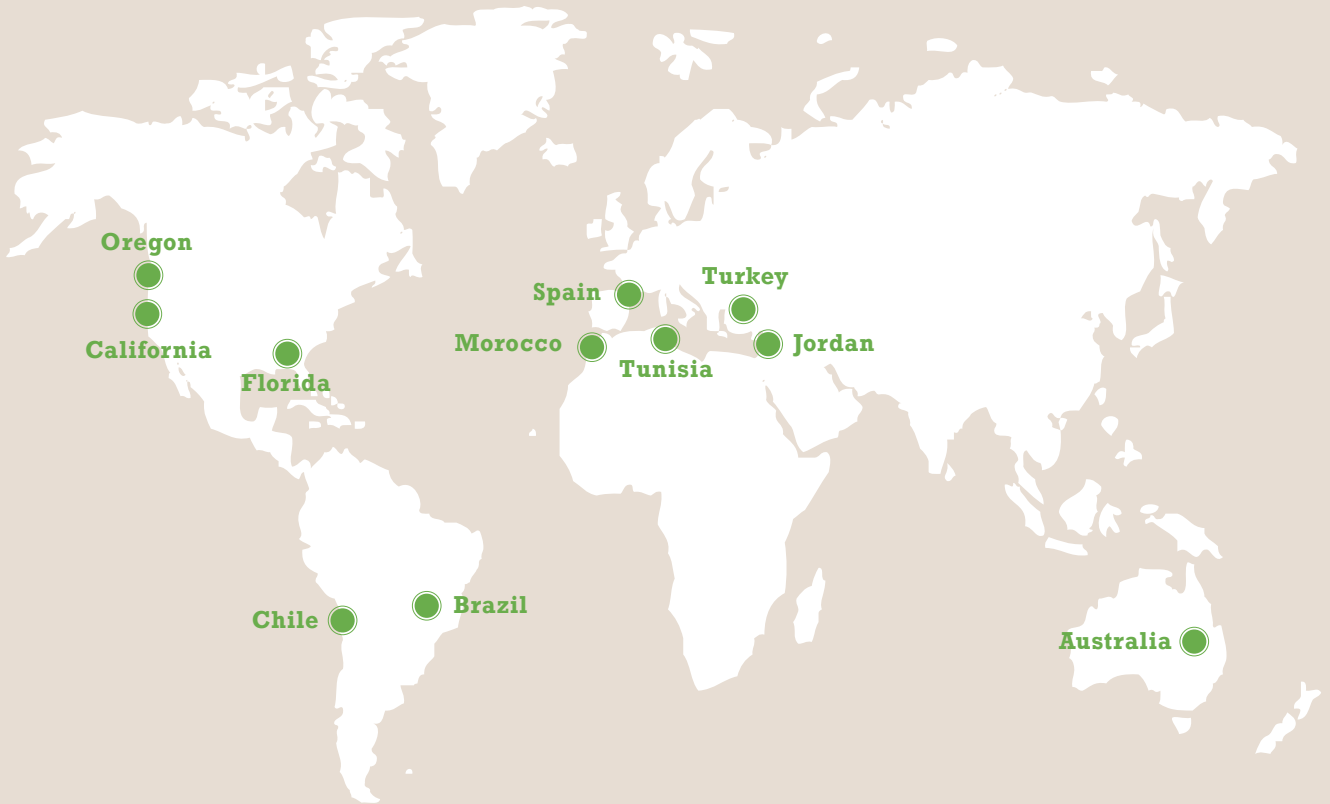 Oregon
Turkey
Spain
Morocco
Jordan
California
Tunisia
Florida
Brazil
Chile
Australia